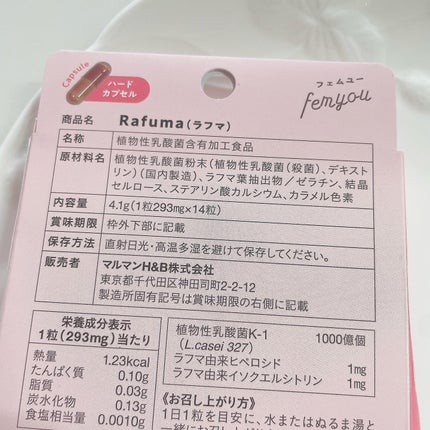 Capsule
ハード
カプセル
フェムユー
femyou
商品名 Rafuma(ラフマ)
名称 植物性乳酸菌含有加工食品
原材料名 植物性乳酸菌粉末(植物性乳酸菌(殺菌)、デキスト
リン)(国内製造)、ラフマ葉抽出物/ゼラチン、結晶
セルロース、ステアリン酸カルシウム、カラメル色素
内容量 4.1g(1粒293mg×14粒)
賞味期限 枠外下部に記載
保存方法 直射日光・高温多湿を避けて保存してください。
販売者 マルマンH&B株式会社
東京都千代田区神田司町2-2-12
製造所固有記号は賞味期限の右側に記載
栄養成分表示
1粒(293mg)当たり
熱量 1.23kcal
たんぱく質 0.10g
脂質 0.03g
炭水化物 0.13g
食塩相当量 0.0010g
植物性乳酸菌K-1 1000億個
(L.casei 327)
ラフマ由来ヒペロシド 1mg
ラフマ由来イソクエルシトリン 1mg
《お召し上がり方》
1日1粒を目安に、水またはぬるま湯と
一緒にお召し上がり